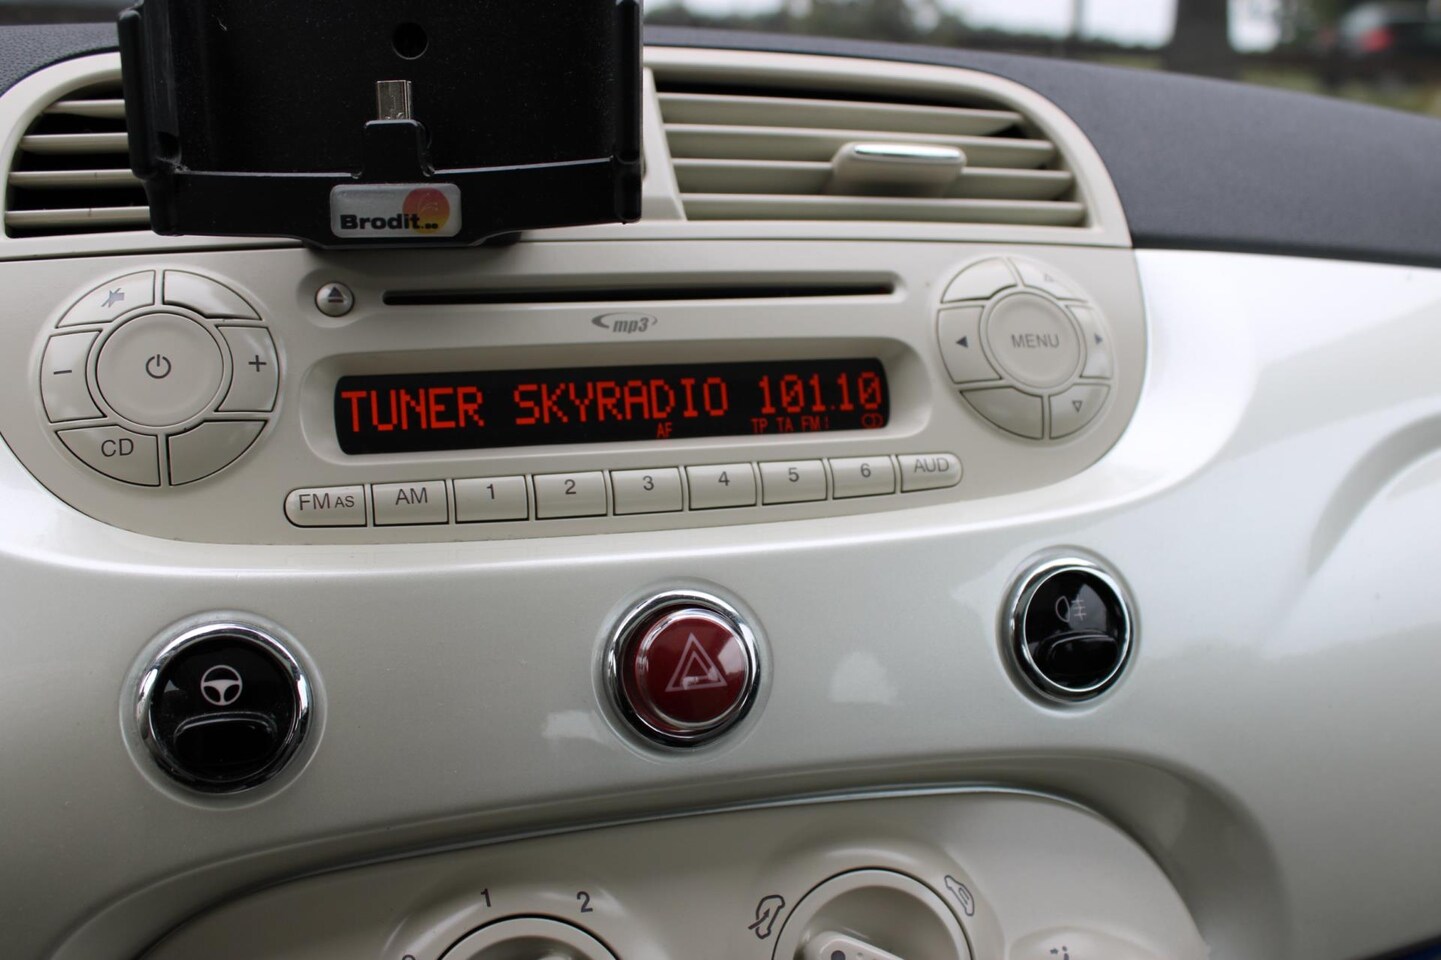 Brodit
mp3
MENU
TUNER SKYRADIO 101.10
AF TP TA FM1
CD
FM AS AM 1 2 3 4 5 6 AUD
1 2